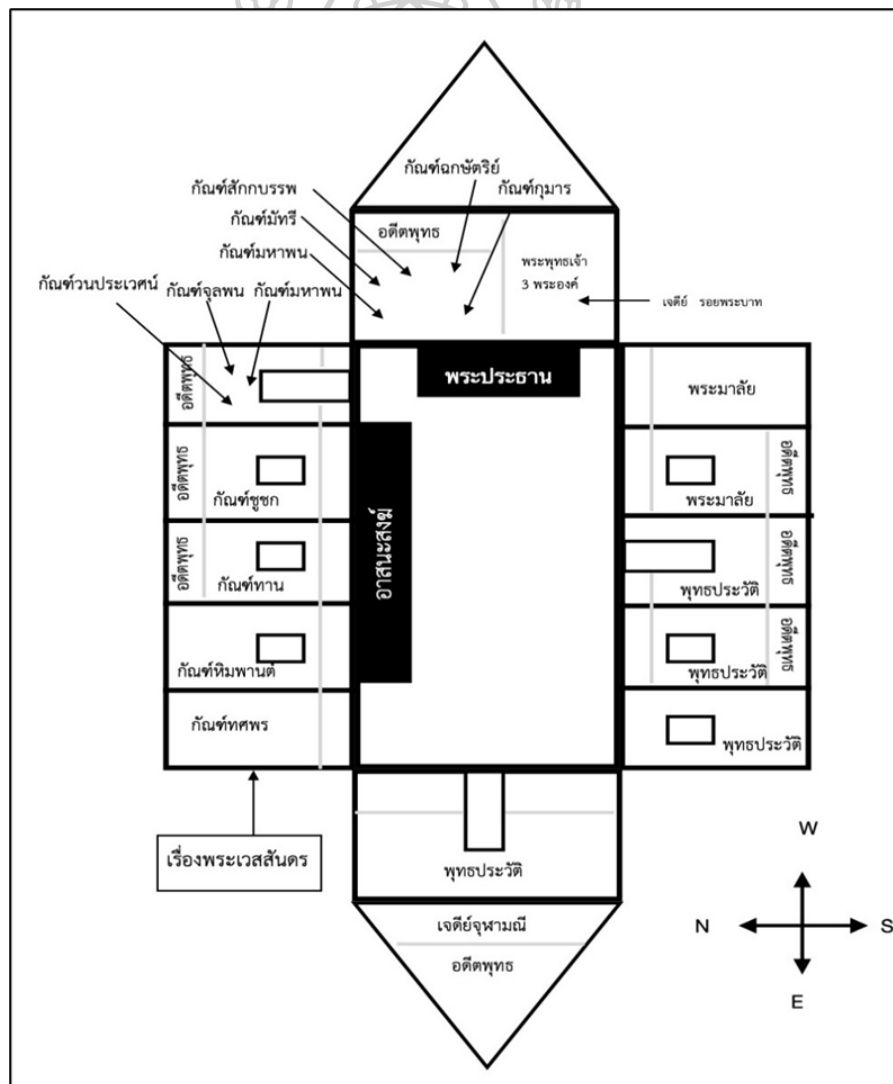 กัณฑ์ฉกษัตริย์
กัณฑ์สักกบรรพ
กัณฑ์กุมาร
กัณฑ์มัทรี
อดีตพุทธ
กัณฑ์มหาพน
พระพุทธเจ้า
3 พระองค์
กัณฑ์วนประเวศน์
กัณฑ์จุลพน
กัณฑ์มหาพน
เจดีย์ รอยพระบาท
อดีตพุทธ
พระประธาน
พระมาลัย
อดีตพุทธ
กัณฑ์ชูชก
อาสนะสงฆ์
พระมาลัย
อดีตพุทธ
อดีตพุทธ
กัณฑ์ทาน
พุทธประวัติ
อดีตพุทธ
กัณฑ์หิมพานต์
พุทธประวัติ
อดีตพุทธ
กัณฑ์ทศพร
พุทธประวัติ
เรื่องพระเวสสันดร
พุทธประวัติ
เจดีย์จุฬามณี
อดีตพุทธ
W
N
S
E